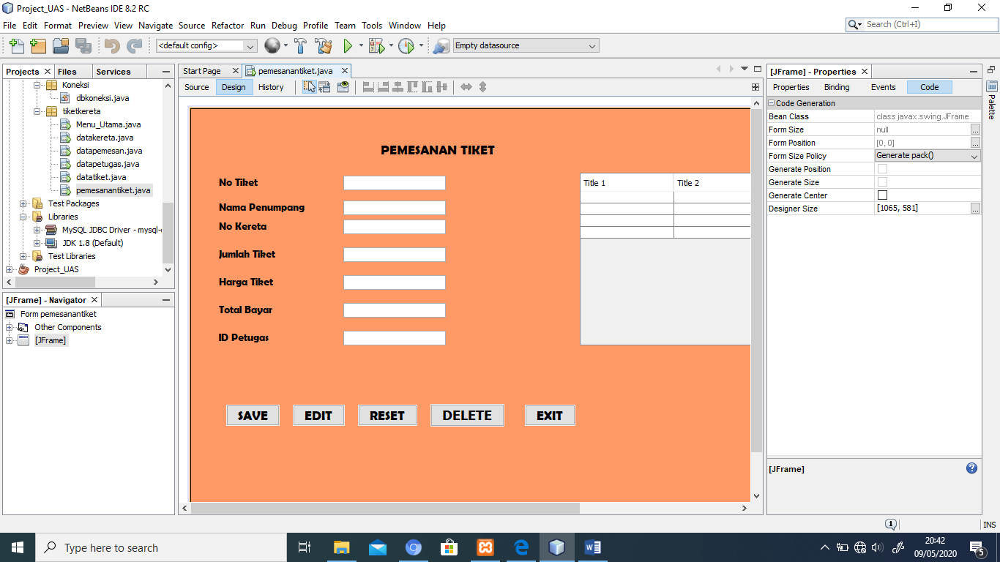 Project_UAS - NetBeans IDE 8.2 RC
File Edit Format Preview View Navigate Source Refactor Run Debug Profile Team Tools Window Help
Search (Ctrl+I)
<default config>
Empty datasource
Projects Files Services
Koneksi
dbkoneksi.java
tiketkereta
Menu_Utama.java
datakereta.java
datapemesan.java
datapetugas.java
datatiket.java
pemesanantiket.java
Test Packages
Libraries
MySQL JDBC Driver - mysql-
JDK 1.8 (Default)
Test Libraries
Project_UAS
[JFrame] - Navigator
Form pemesanantiket
Other Components
[JFrame]
Start Page pemesanantiket.java
Source Design History
PEMESANAN TIKET
No Tiket
Nama Penumpang
No Kereta
Jumlah Tiket
Harga Tiket
Total Bayar
ID Petugas
Title 1 Title 2
SAVE EDIT RESET DELETE EXIT
[JFrame] - Properties
Properties Binding Events Code
Code Generation
Bean Class class javax.swing.JFrame
Form Size null ...
Form Position [0, 0] ...
Form Size Policy Generate pack()
Generate Position
Generate Size
Generate Center
Designer Size [1065, 581] ...
[JFrame]
Palette
1 INS
Type here to search
20:42
09/05/2020
5